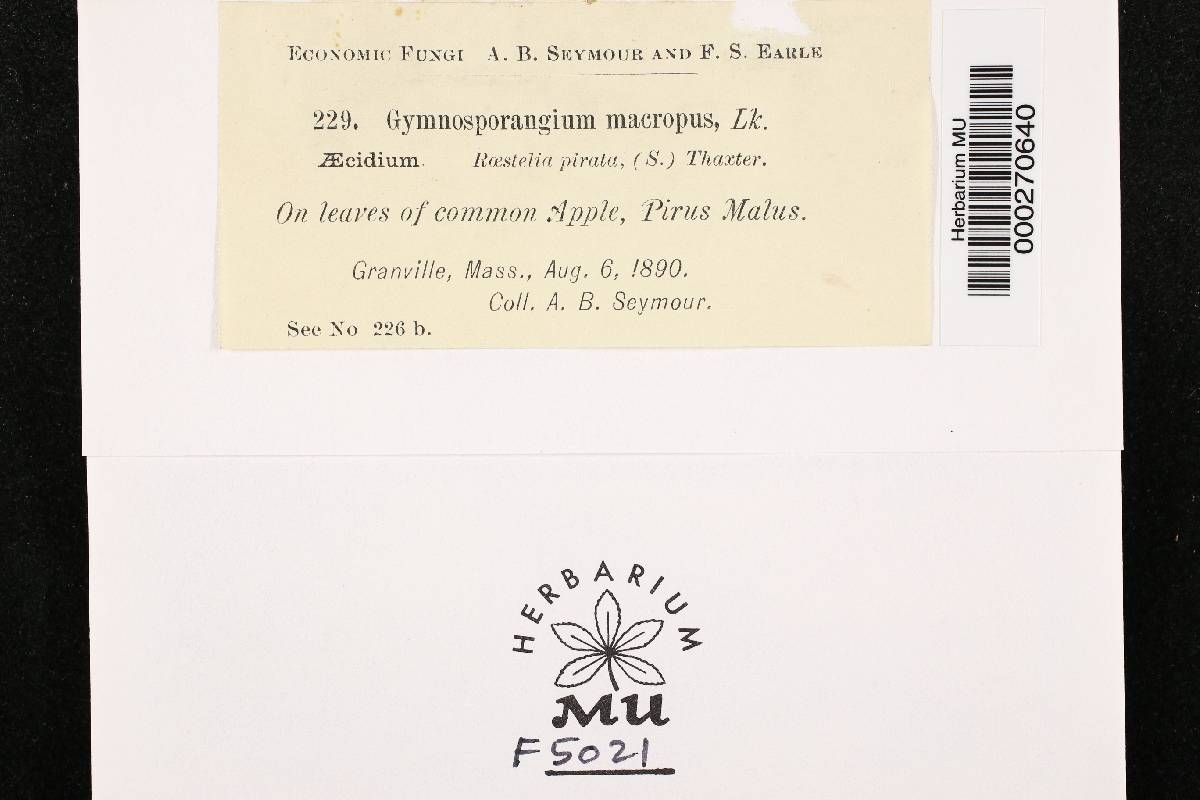 ECONOMIC FUNGI A. B. SEYMOUR AND F. S. EARLE
229. Gymnosporangium macropus, Lk.
Æcidium. Rœstelia pirata, (S.) Thaxter.
On leaves of common Apple, Pirus Malus.
Granville, Mass., Aug. 6, 1890.
Coll. A. B. Seymour.
See No 226 b.
Herbarium MU
000270640
HERBARIUM
MU
F5021